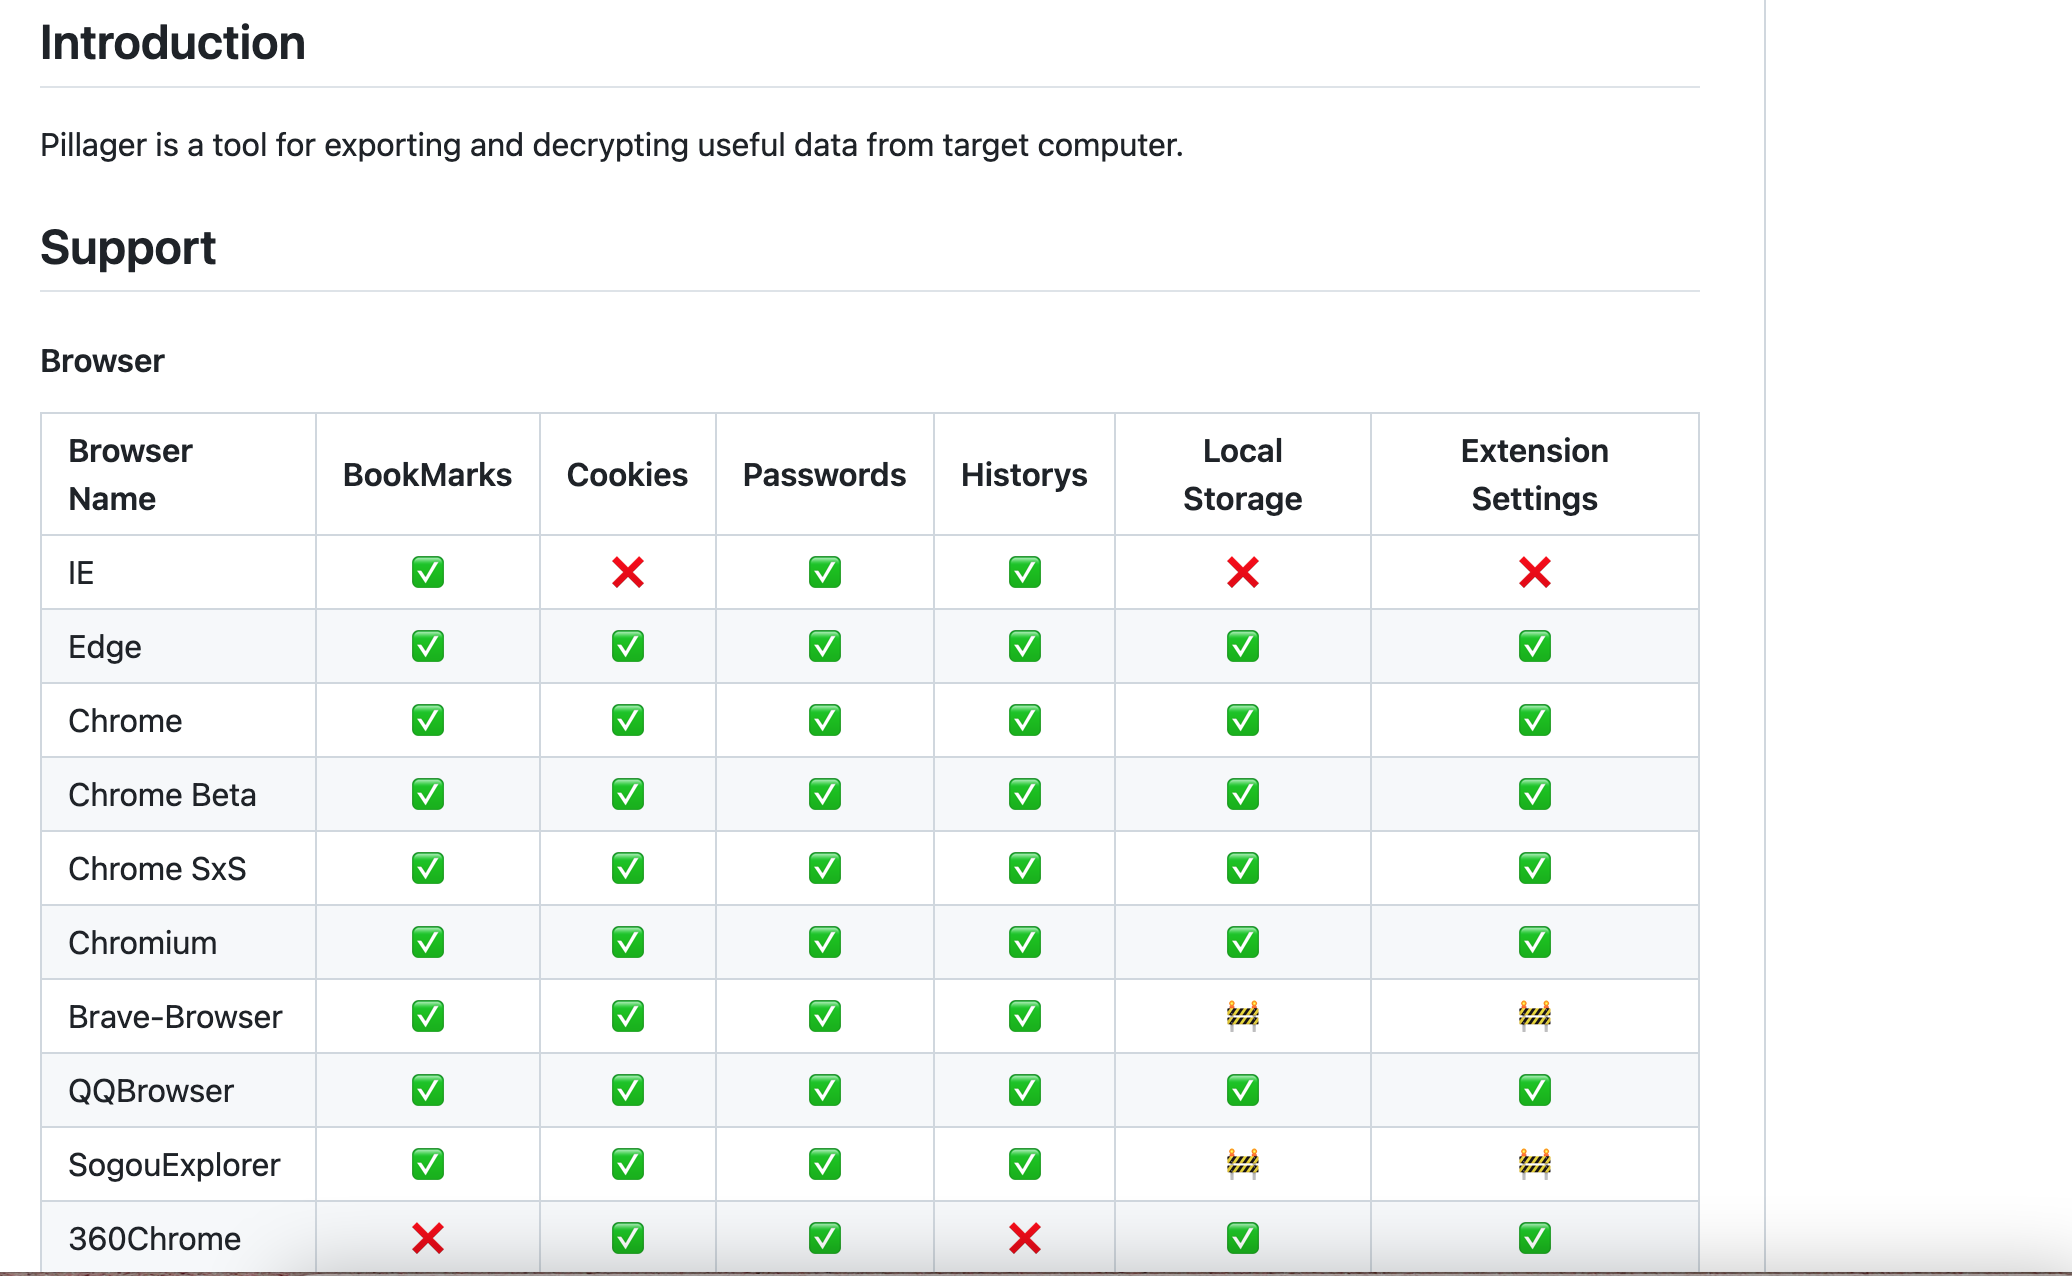 Introduction
Pillager is a tool for exporting and decrypting useful data from target computer.
Support
Browser
Browser Name BookMarks Cookies Passwords Historys Local Storage Extension Settings
IE ✅ ❌ ✅ ✅ ❌ ❌
Edge ✅ ✅ ✅ ✅ ✅ ✅
Chrome ✅ ✅ ✅ ✅ ✅ ✅
Chrome Beta ✅ ✅ ✅ ✅ ✅ ✅
Chrome SxS ✅ ✅ ✅ ✅ ✅ ✅
Chromium ✅ ✅ ✅ ✅ ✅ ✅
Brave-Browser ✅ ✅ ✅ ✅ 🚧 🚧
QQBrowser ✅ ✅ ✅ ✅ ✅ ✅
SogouExplorer ✅ ✅ ✅ ✅ 🚧 🚧
360Chrome ❌ ✅ ✅ ❌ ✅ ✅